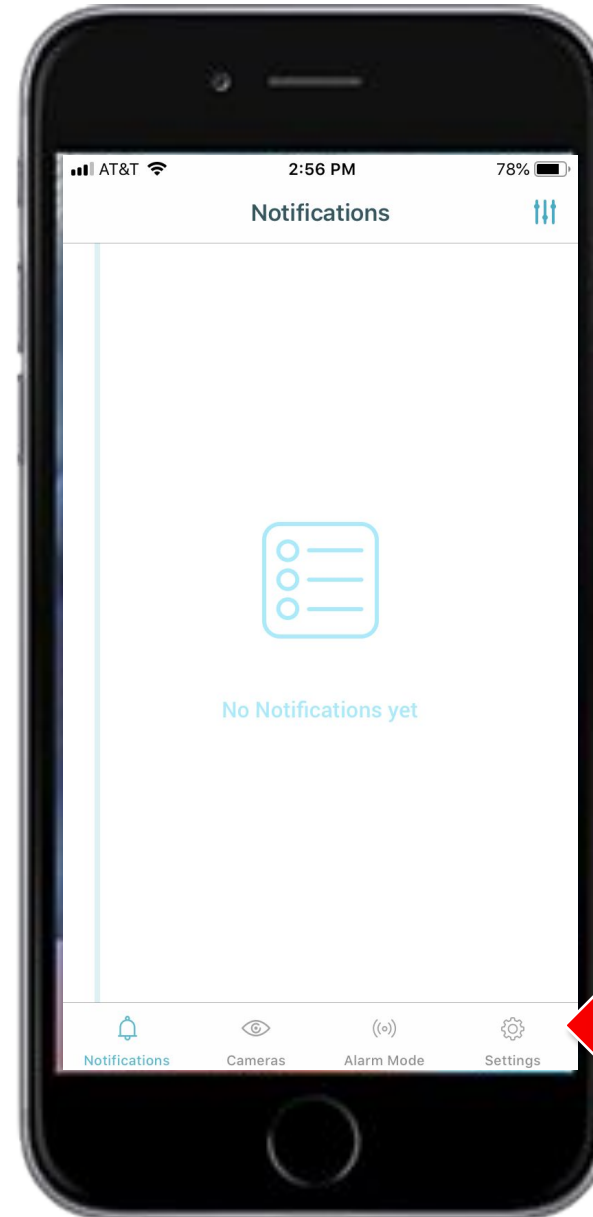 AT&T 2:56 PM 78%
Notifications
No Notifications yet
Notifications Cameras Alarm Mode Settings